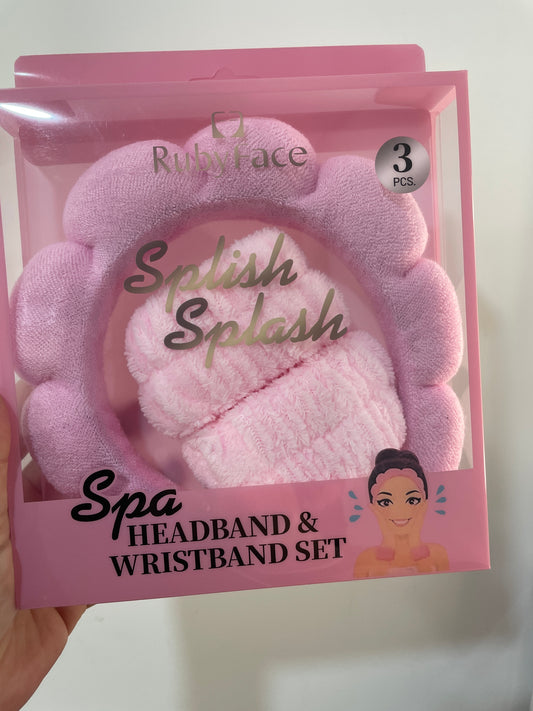 RubyFace
3
PCS.
Splish
Splash
Spa
HEADBAND &
WRISTBAND SET